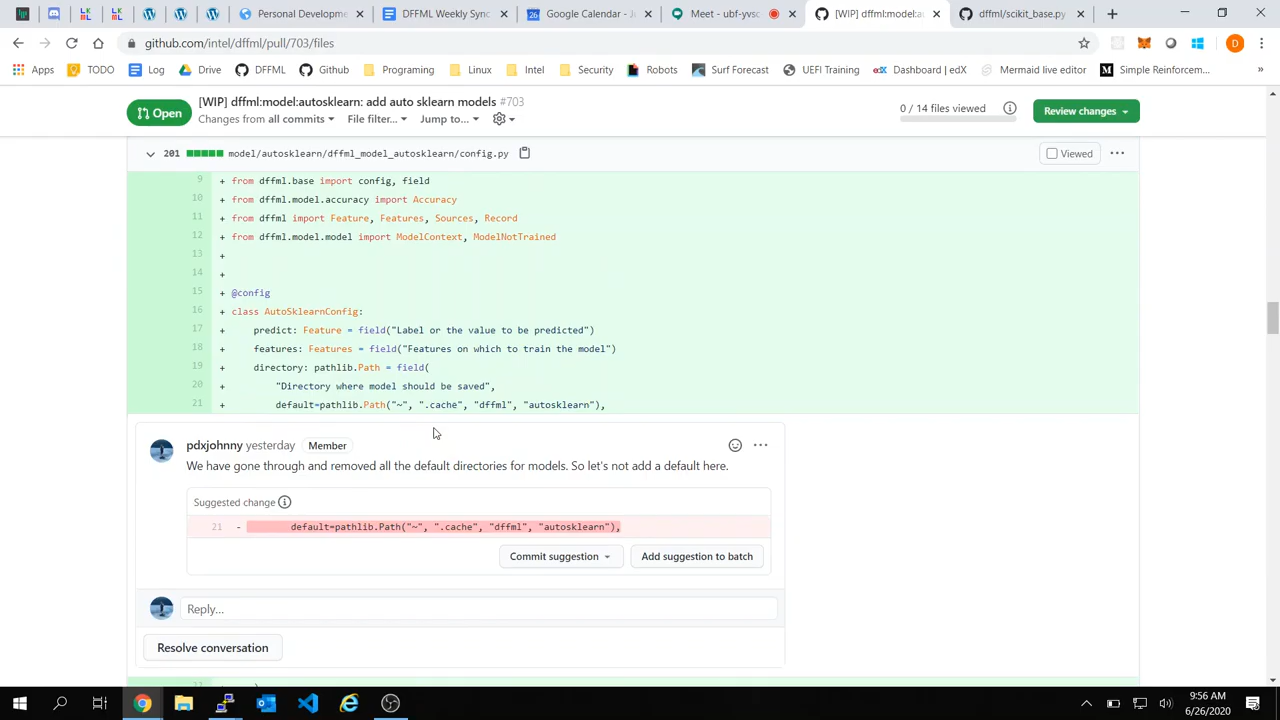 Personal Developme
DFFML Weekly Sync
Google Calendar - Ju
Meet - ubf-yvsc
[WIP] dffml:model:au
dffml/scikit_base.py
github.com/intel/dffml/pull/703/files
D
Apps
TODO
Log
Drive
DFFML
Github
Programing
Linux
Intel
Security
Robots
Surf Forecast
UEFI Training
Dashboard | edX
Mermaid live editor
Simple Reinforcem...
Open
[WIP] dffml:model:autosklearn: add auto sklearn models #703
Changes from all commits
File filter...
Jump to...
0 / 14 files viewed
Review changes
201 model/autosklearn/dffml_model_autosklearn/config.py
Viewed
9 + from dffml.base import config, field
10 + from dffml.model.accuracy import Accuracy
11 + from dffml import Feature, Features, Sources, Record
12 + from dffml.model.model import ModelContext, ModelNotTrained
13 +
14 +
15 + @config
16 + class AutoSklearnConfig:
17 + predict: Feature = field("Label or the value to be predicted")
18 + features: Features = field("Features on which to train the model")
19 + directory: pathlib.Path = field(
20 + "Directory where model should be saved",
21 + default=pathlib.Path("~", ".cache", "dffml", "autosklearn"),
pdxjohnny yesterday Member
We have gone through and removed all the default directories for models. So let's not add a default here.
Suggested change
21 - default=pathlib.Path("~", ".cache", "dffml", "autosklearn"),
Commit suggestion
Add suggestion to batch
Reply...
Resolve conversation
9:56 AM
6/26/2020